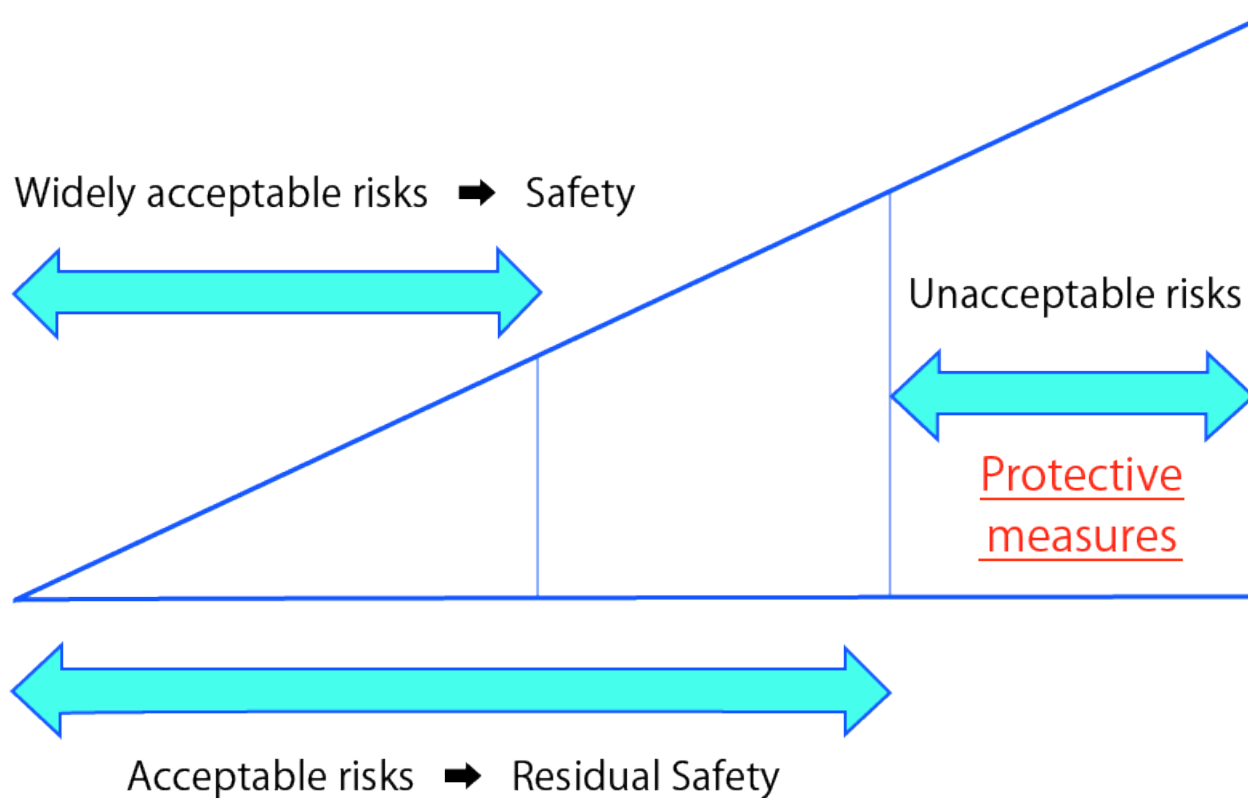 Widely acceptable risks ➡ Safety
Unacceptable risks
Protective
measures
Acceptable risks ➡ Residual Safety